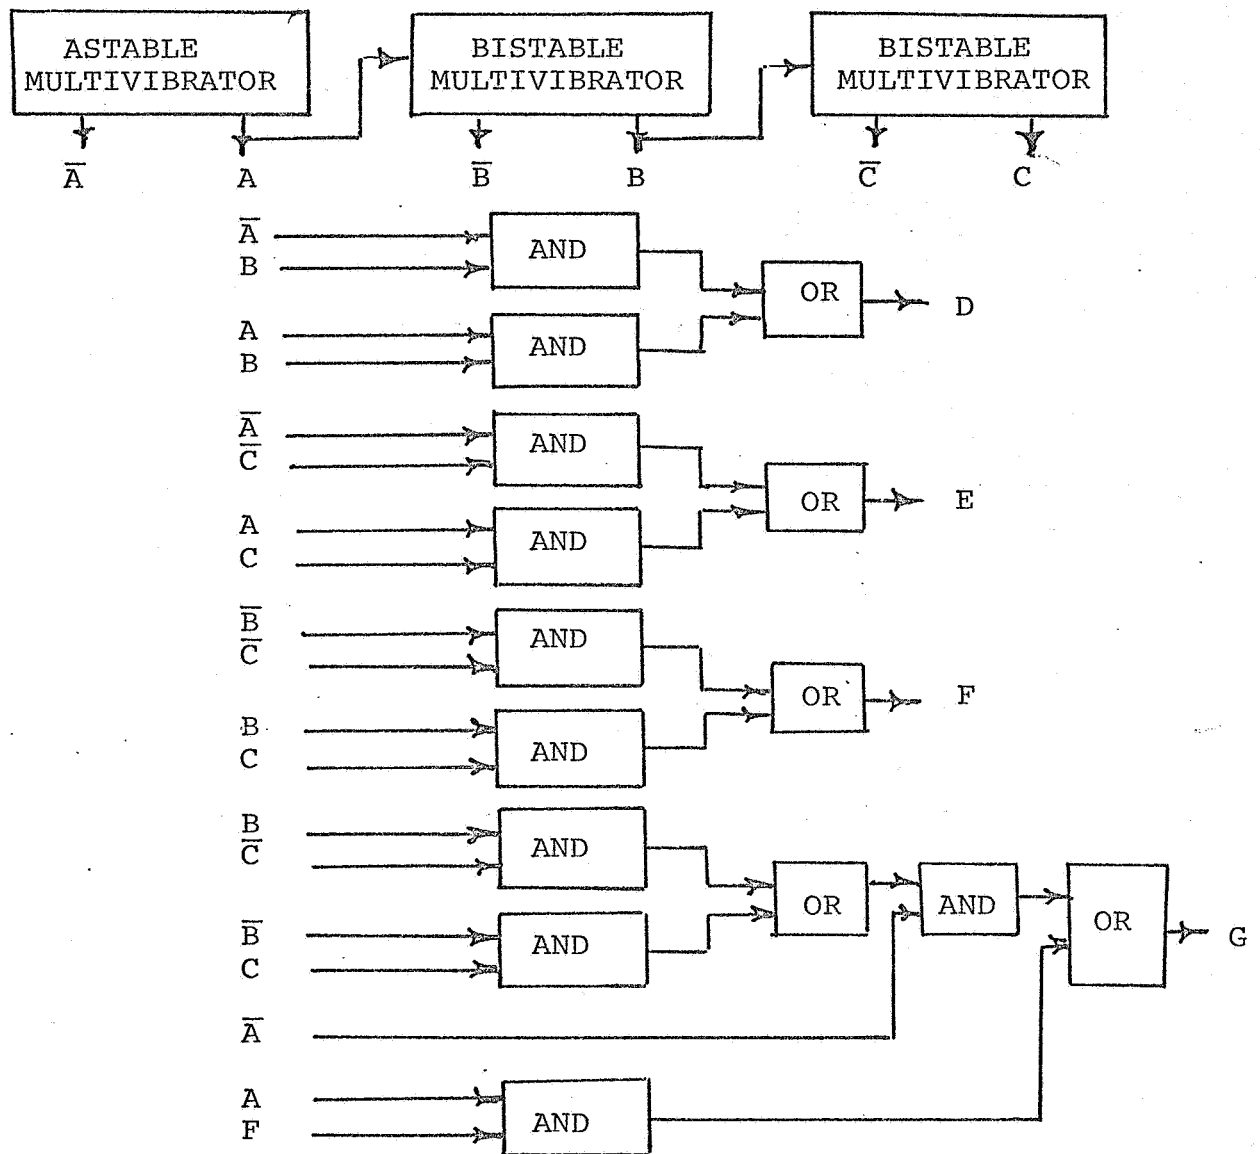 ASTABLE
MULTIVIBRATOR
BISTABLE
MULTIVIBRATOR
BISTABLE
MULTIVIBRATOR
A̅ A B̅ B C̅ C
A̅
B
AND
A
B
AND
OR
D
A̅
C̅
AND
A
C
AND
OR
E
B̅
C̅
AND
B
C
AND
OR
F
B
C̅
AND
B̅
C
AND
OR
AND
OR
G
A̅
A
F
AND